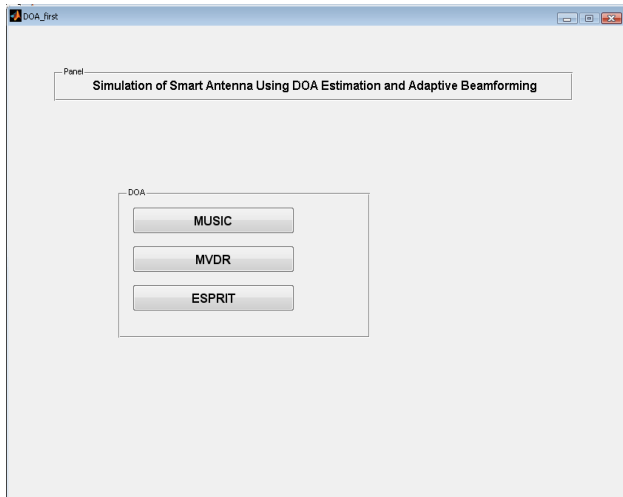 DOA_first
Panel
Simulation of Smart Antenna Using DOA Estimation and Adaptive Beamforming
DOA
MUSIC
MVDR
ESPRIT